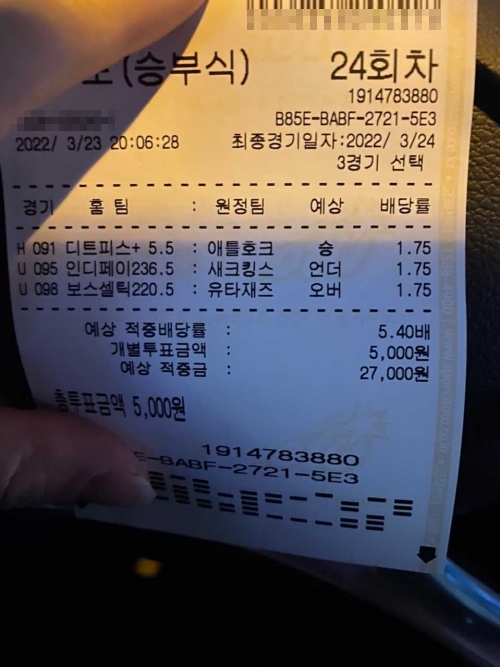 (승부식) 24회차
1914783880
B85E-BABF-2721-5E3
2022/ 3/23 20:06:28 최종경기일자:2022/ 3/24
3경기 선택
경기 홈 팀 : 원정팀 예상 배당률
H 091 디트피스+ 5.5 : 애틀호크 승 1.75
U 095 인디페이236.5 : 새크킹스 언더 1.75
U 098 보스셀틱220.5 : 유타재즈 오버 1.75
예상 적중배당률 : 5.40배
개별투표금액 : 5,000원
예상 적중금 : 27,000원
총투표금액 5,000원
1914783880
E-BABF-2721-5E3